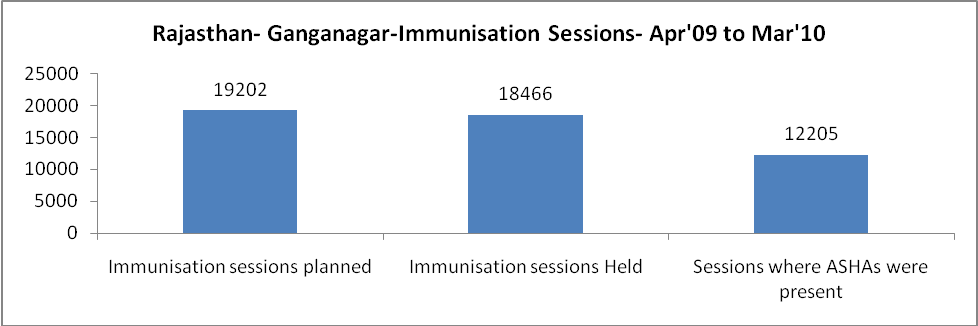 Rajasthan- Ganganagar-Immunisation Sessions- Apr'09 to Mar'10
25000
20000
15000
10000
5000
0
19202
18466
12205
Immunisation sessions planned
Immunisation sessions Held
Sessions where ASHAs were
present